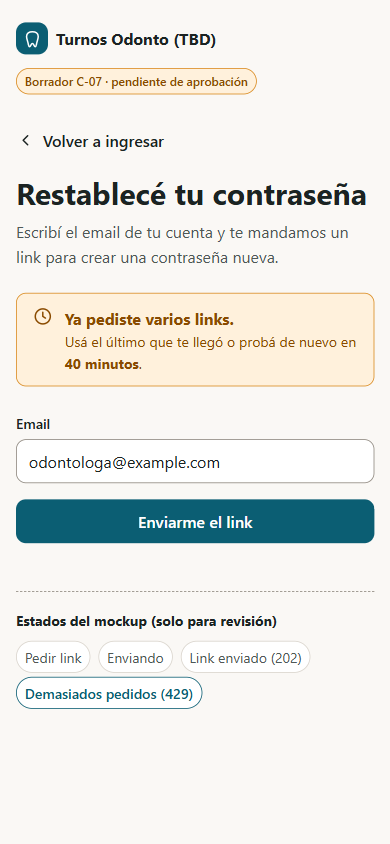 Turnos Odonto (TBD)
Borrador C-07 · pendiente de aprobación
Volver a ingresar
Restablecé tu contraseña
Escribí el email de tu cuenta y te mandamos un
link para crear una contraseña nueva.
Ya pediste varios links.
Usá el último que te llegó o probá de nuevo en
40 minutos.
Email
odontologa@example.com
Enviarme el link
Estados del mockup (solo para revisión)
Pedir link
Enviando
Link enviado (202)
Demasiados pedidos (429)